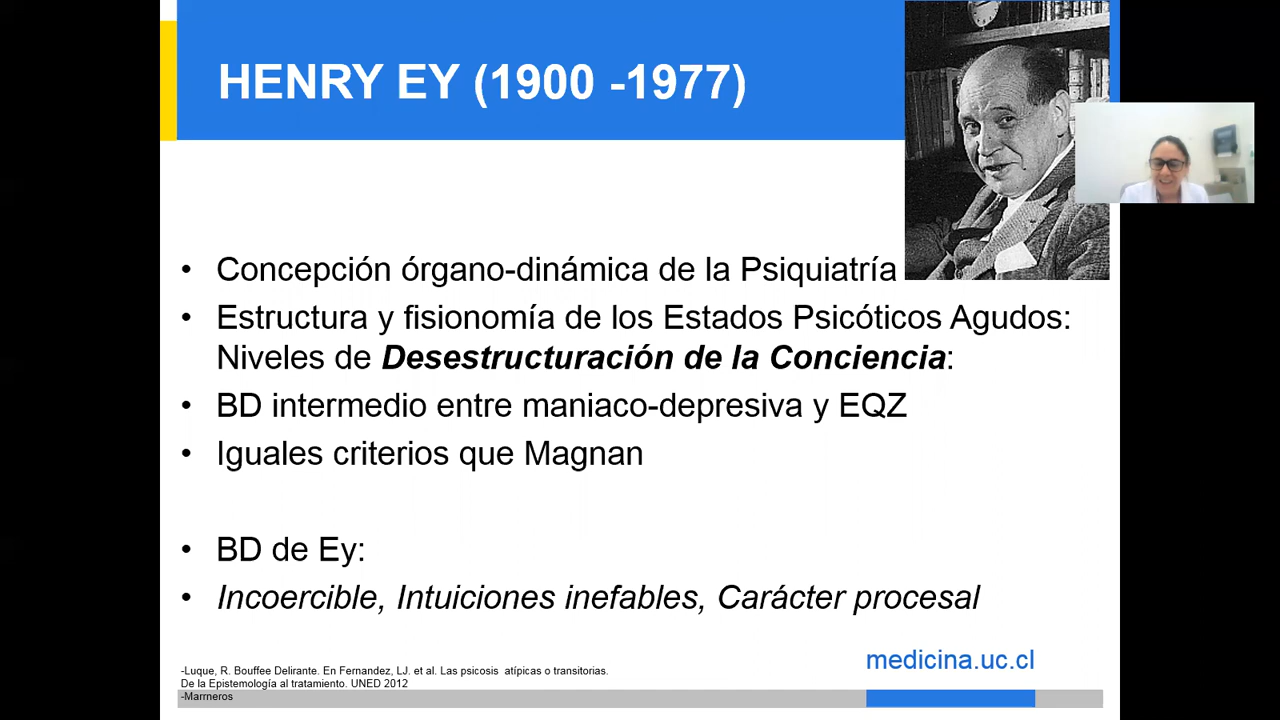 HENRY EY (1900 -1977)
• Concepción órgano-dinámica de la Psiquiatría
• Estructura y fisionomía de los Estados Psicóticos Agudos:
Niveles de Desestructuración de la Conciencia:
• BD intermedio entre maniaco-depresiva y EQZ
• Iguales criterios que Magnan
• BD de Ey:
• Incoercible, Intuiciones inefables, Carácter procesal
medicina.uc.cl
-Luque, R. Bouffee Delirante. En Fernandez, LJ. et al. Las psicosis atípicas o transitorias.
De la Epistemología al tratamiento. UNED 2012
-Marrneros